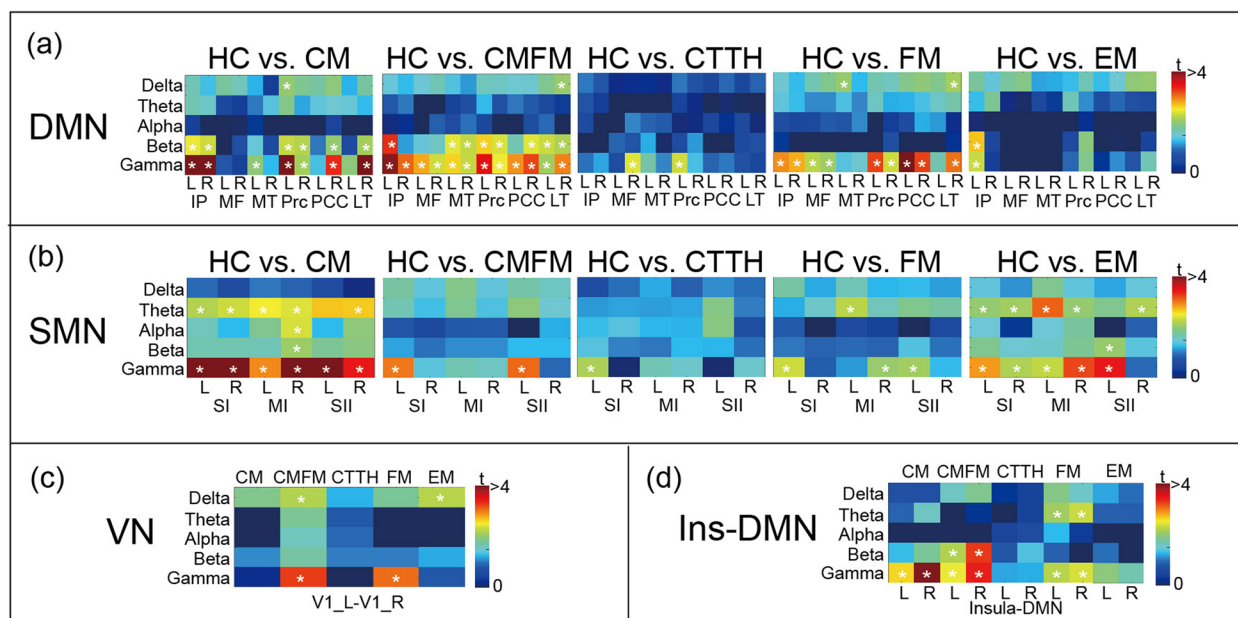 (a)
HC vs. CM HC vs. CMFM HC vs. CTTH HC vs. FM HC vs. EM
DMN
Delta
Theta
Alpha
Beta
Gamma
t >4
0
L R L R L R L R L R L R L R L R L R L R L R L R L R L R L R L R L R L R L R L R L R L R L R L R L R L R L R L R L R L R
IP MF MT Prc PCC LT IP MF MT Prc PCC LT IP MF MT Prc PCC LT IP MF MT Prc PCC LT IP MF MT Prc PCC LT
(b)
HC vs. CM HC vs. CMFM HC vs. CTTH HC vs. FM HC vs. EM
SMN
Delta
Theta
Alpha
Beta
Gamma
t >4
0
L R L R L R L R L R L R L R L R L R L R L R L R L R L R L R
SI MI SII SI MI SII SI MI SII SI MI SII SI MI SII
(c)
CM CMFM CTTH FM EM
VN
Delta
Theta
Alpha
Beta
Gamma
t >4
0
V1_L-V1_R
(d)
CM CMFM CTTH FM EM
Ins-DMN
Delta
Theta
Alpha
Beta
Gamma
t >4
0
L R L R L R L R L R
Insula-DMN